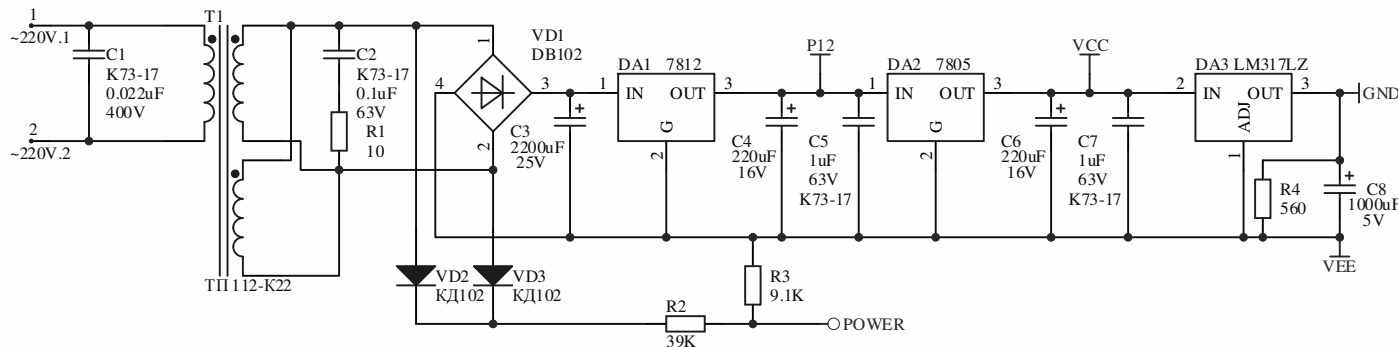 1
~220V.1
C1
K73-17
0.022uF
400V
2
~220V.2
T1
ТП112-К22
C2
K73-17
0.1uF
63V
R1
10
VD1
DB102
1
4
3
2
C3
2200uF
25V
DA1 7812
1
IN OUT
3
G
2
P12
C4
220uF
16V
C5
1uF
63V
K73-17
DA2 7805
1
IN OUT
3
G
2
VCC
C6
220uF
16V
C7
1uF
63V
K73-17
DA3 LM317LZ
2
IN OUT
3
ADJ
1
GND
R4
560
C8
1000uF
5V
VEE
VD2
КД102
VD3
КД102
R3
9.1K
R2
39K
POWER